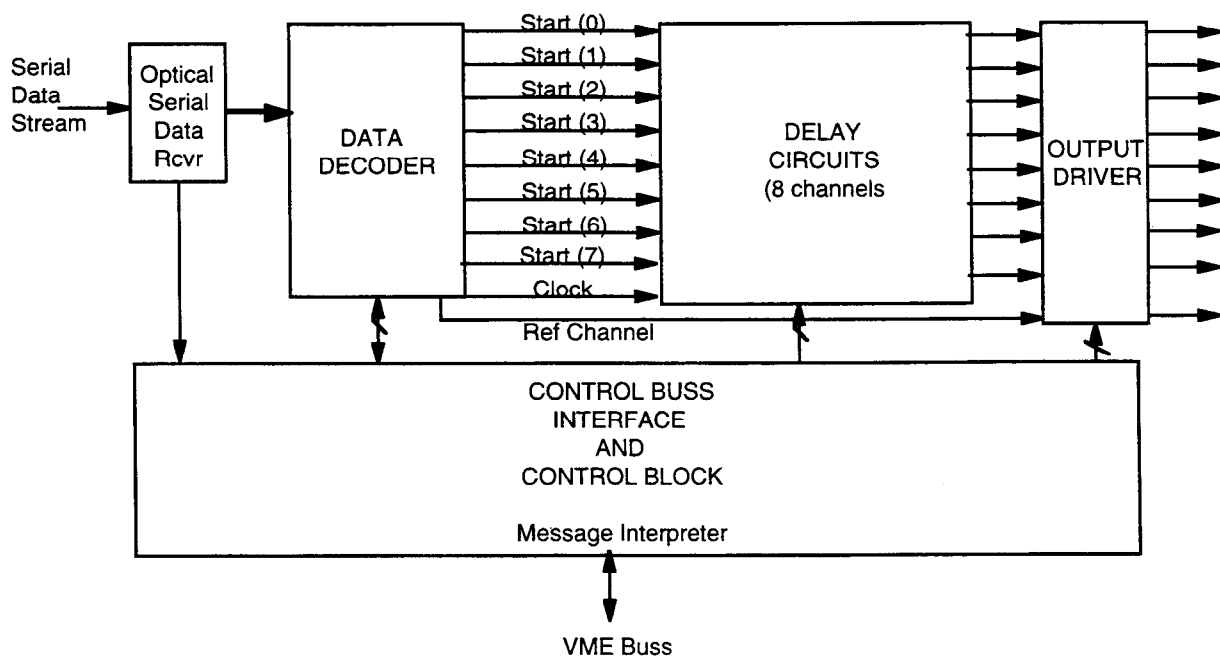 Serial
Data
Stream
Optical
Serial
Data
Rcvr
DATA
DECODER
Start (0)
Start (1)
Start (2)
Start (3)
Start (4)
Start (5)
Start (6)
Start (7)
Clock
Ref Channel
DELAY
CIRCUITS
(8 channels
OUTPUT
DRIVER
CONTROL BUSS
INTERFACE
AND
CONTROL BLOCK
Message Interpreter
VME Buss